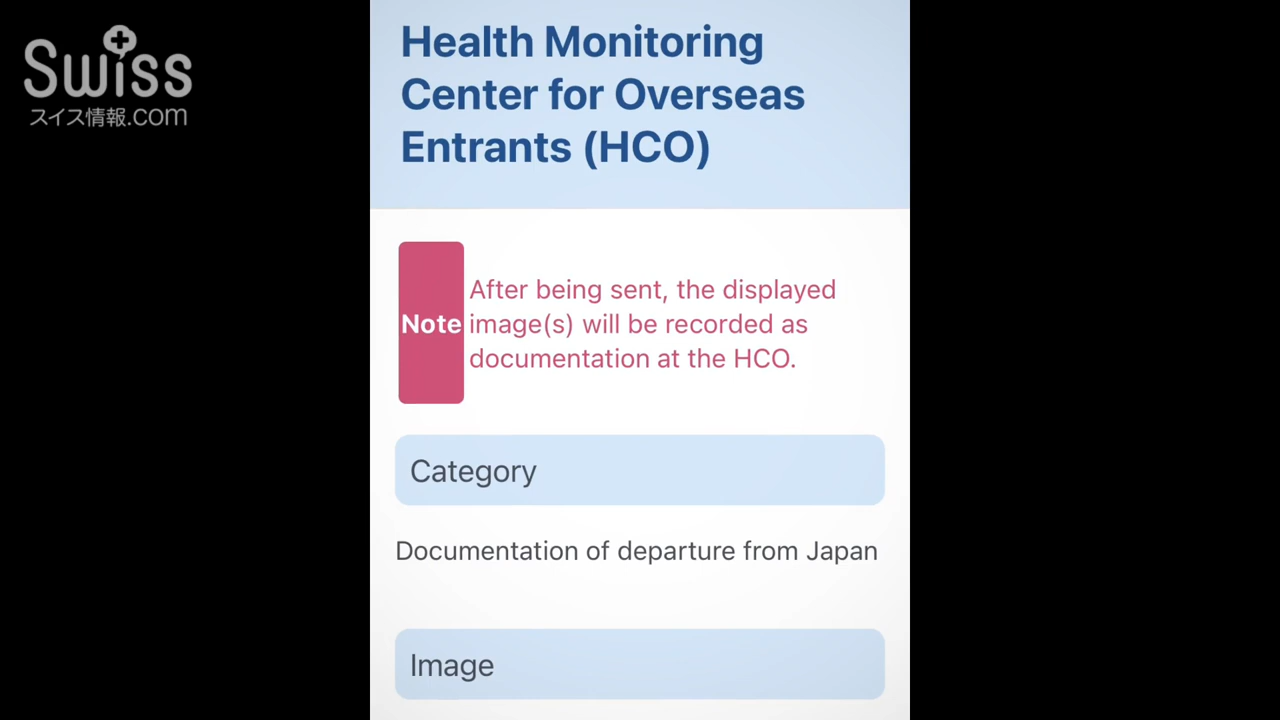 Swiss
スイス情報.com
Health Monitoring
Center for Overseas
Entrants (HCO)
Note
After being sent, the displayed
image(s) will be recorded as
documentation at the HCO.
Category
Documentation of departure from Japan
Image